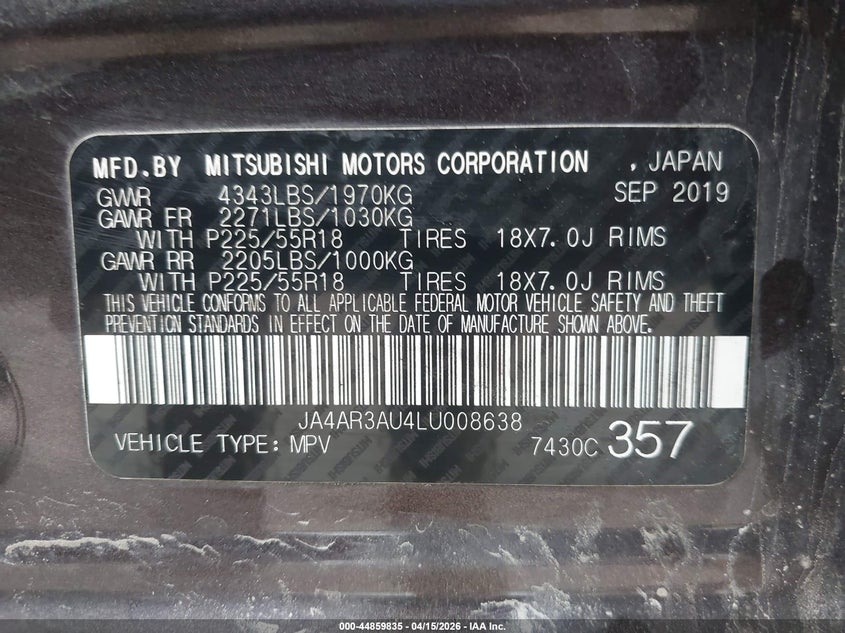 MFD.BY MITSUBISHI MOTORS CORPORATION , JAPAN
GWWR 4343LBS/1970KG SEP 2019
GAWR FR 2271LBS/1030KG
WITH P225/55R18 TIRES 18X7.0J RIMS
GAWR RR 2205LBS/1000KG
WITH P225/55R18 TIRES 18X7.0J RIMS
THIS VEHICLE CONFORMS TO ALL APPLICABLE FEDERAL MOTOR VEHICLE SAFETY AND THEFT
PREVENTION STANDARDS IN EFFECT ON THE DATE OF MANUFACTURE SHOWN ABOVE.
JA4AR3AU4LU008638
VEHICLE TYPE: MPV 7430C 357
000-44859835 - 04/15/2026 - IAA Inc.